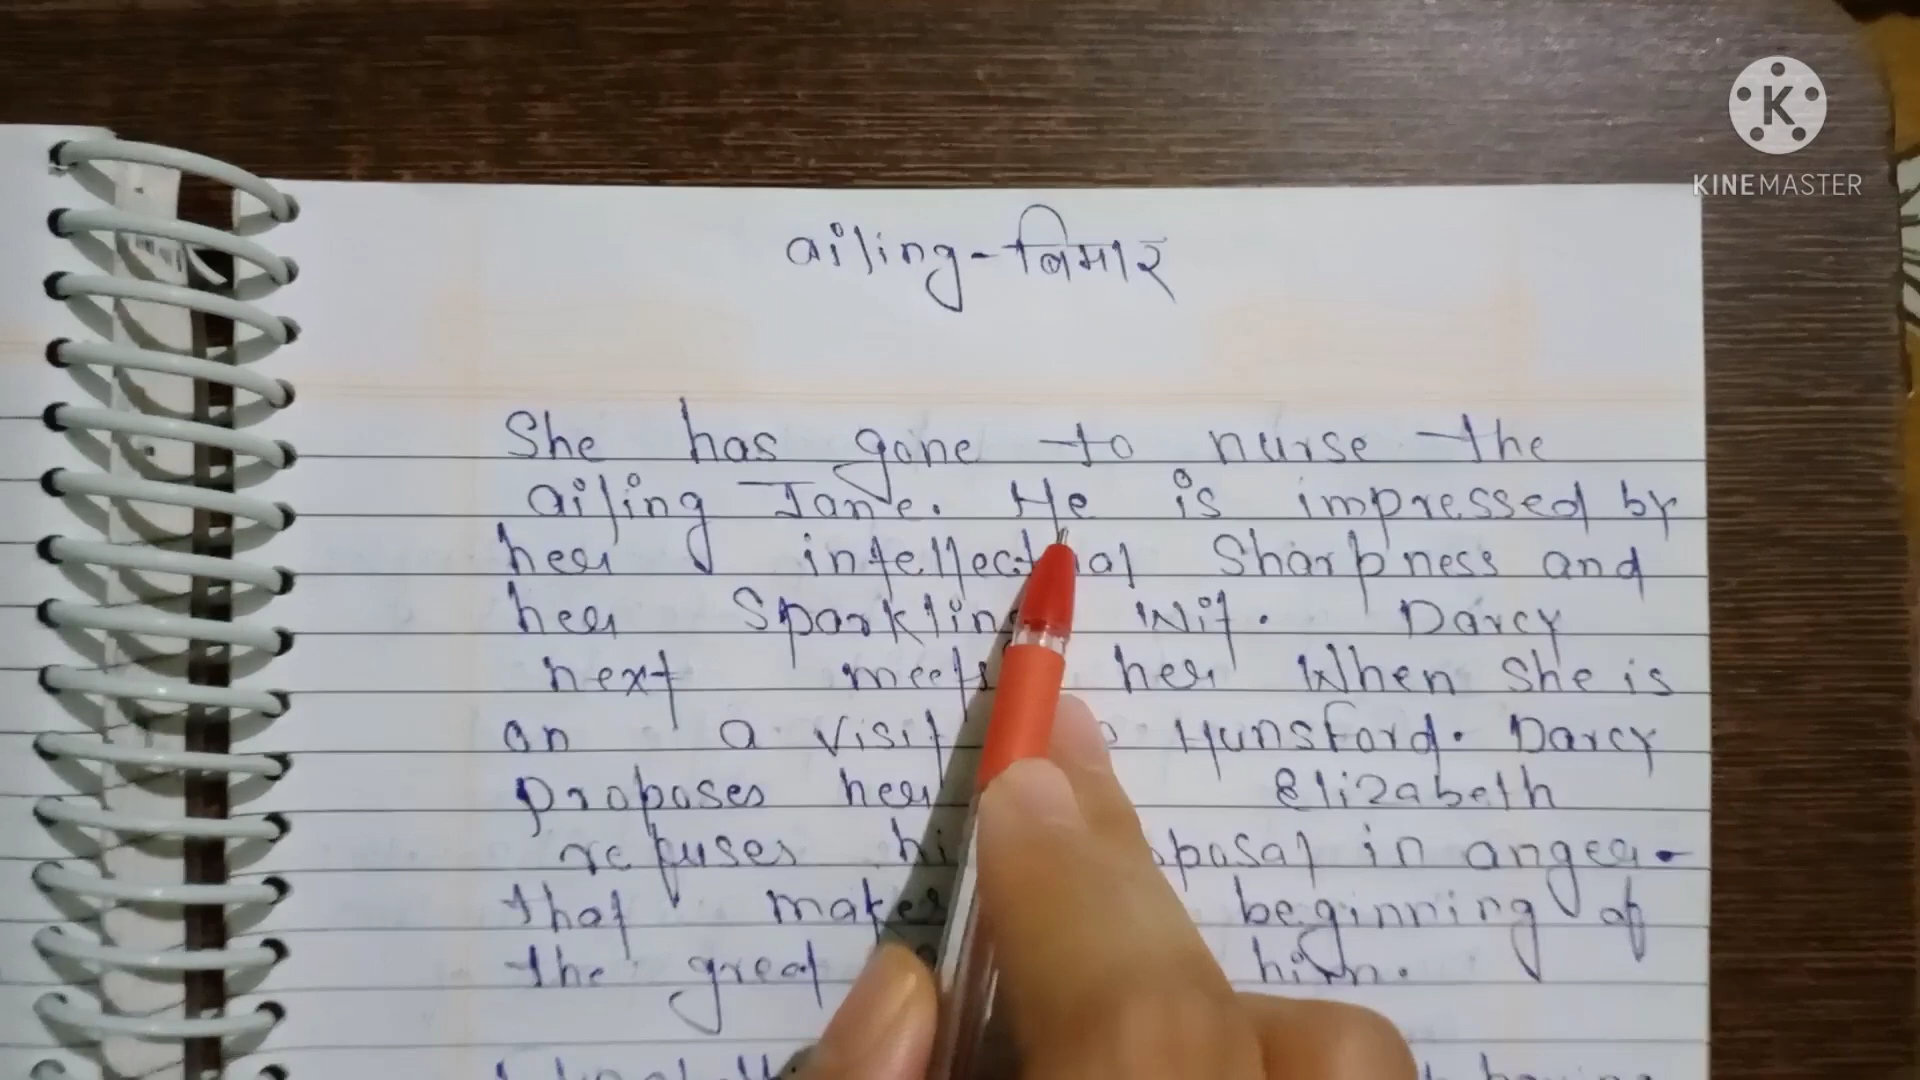 KINEMASTER
ailing-बिमार
She has gone to nurse the
ailing Jane. He is impressed by
her intellectual Sharpness and
her Sparkling Wit. Darcy
next meets her When She is
on a visit Hunsford. Darcy
proposes her Elizabeth
refuses in anger.
that makes beginning of
the great him.